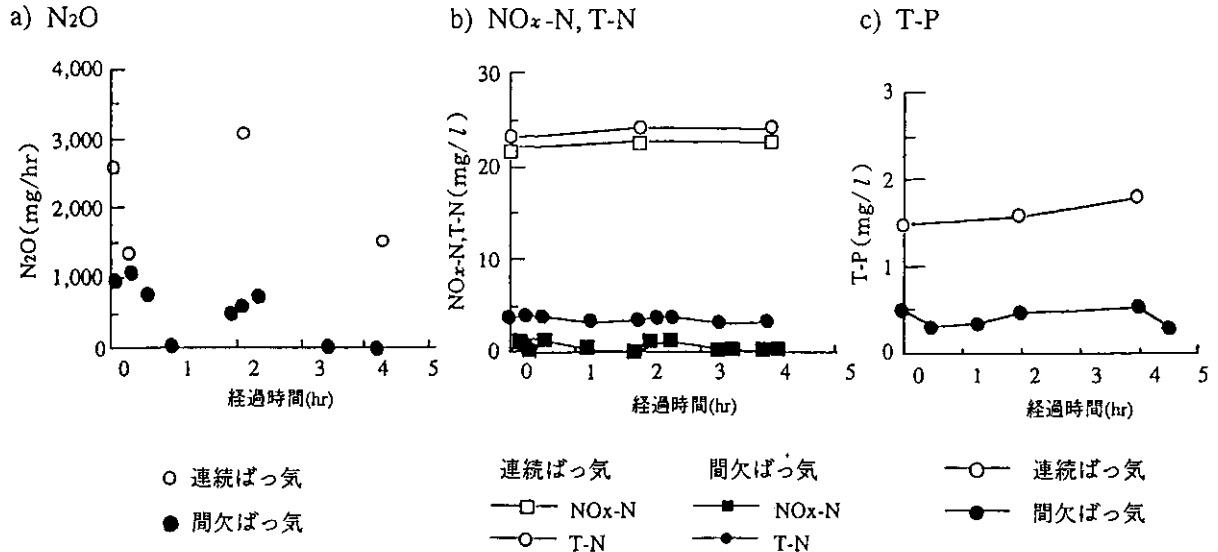 a) N₂O
4,000
3,000
2,000
1,000
0
N₂O(mg/hr)
0 1 2 3 4 5
経過時間(hr)
○ 連続ばっ気
● 間欠ばっ気
b) NOx-N, T-N
30
20
10
0
NOx-N,T-N(mg/l)
0 1 2 3 4 5
経過時間(hr)
連続ばっ気 間欠ばっ気
□ NOx-N ■ NOx-N
○ T-N ● T-N
c) T-P
3
2
1
0
T-P(mg/l)
0 1 2 3 4 5
経過時間(hr)
○ 連続ばっ気
● 間欠ばっ気